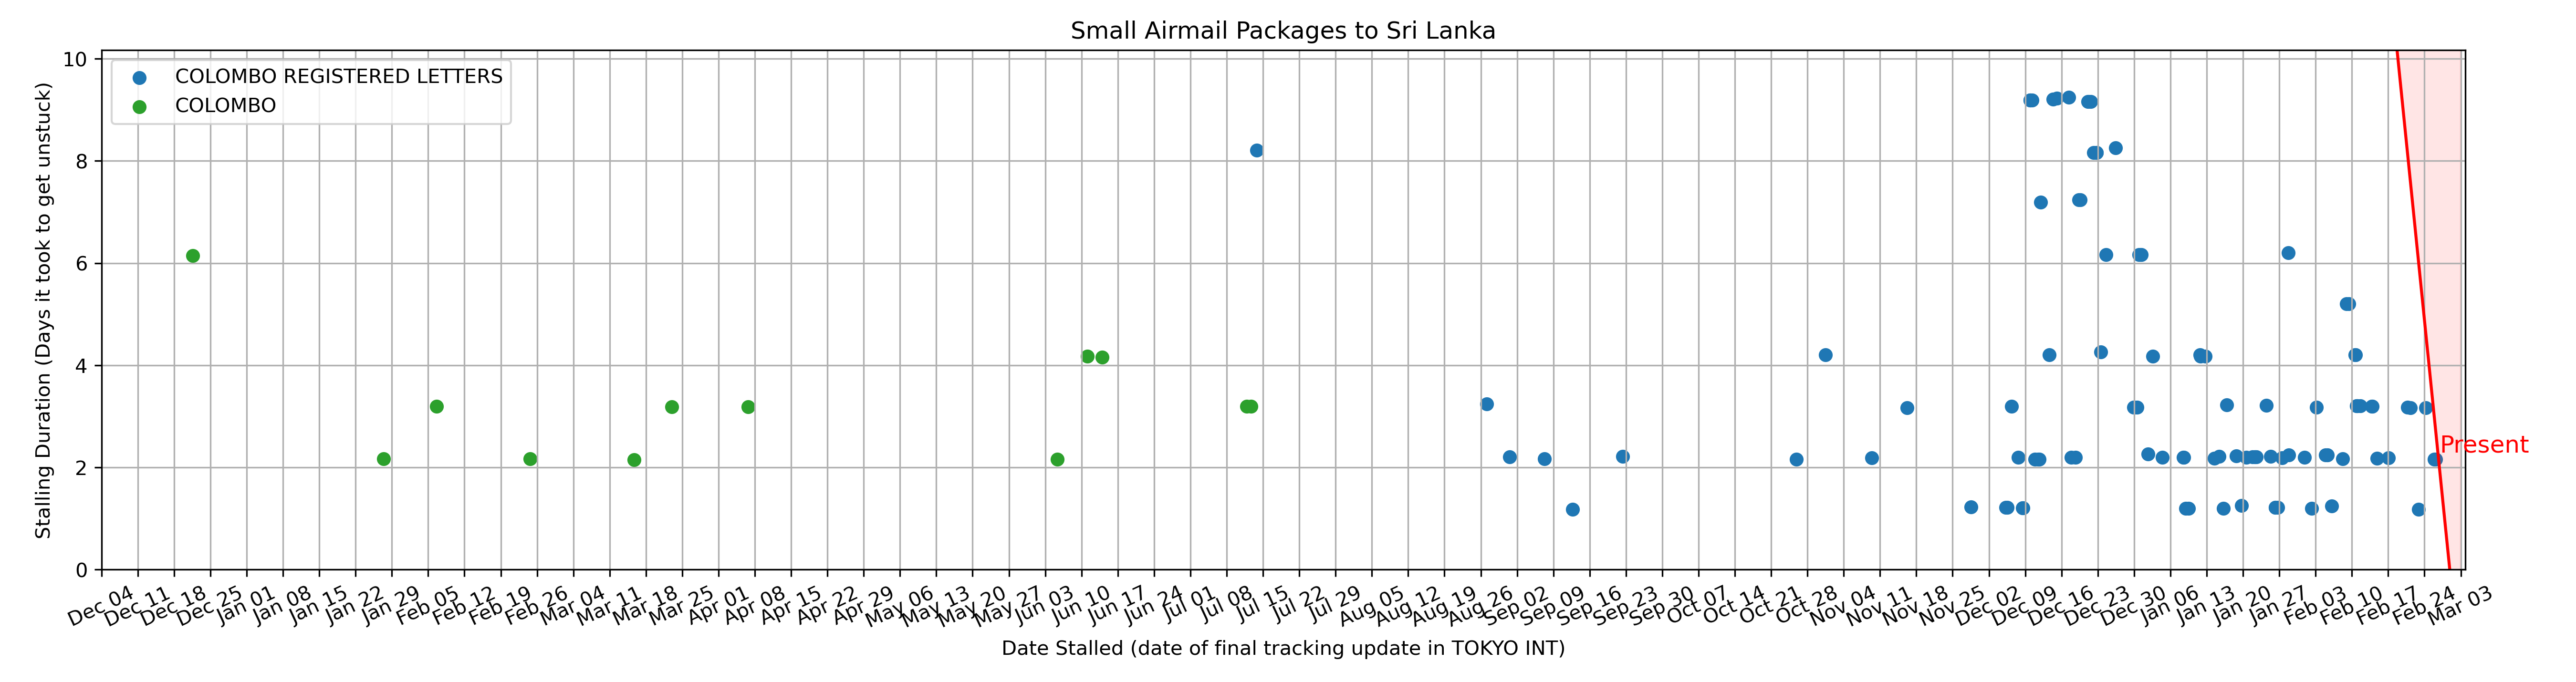 Small Airmail Packages to Sri Lanka
COLOMBO REGISTERED LETTERS
COLOMBO
Stalling Duration (Days it took to get unstuck)
10
8
6
4
2
0
Present
Dec 04
Dec 11
Dec 18
Dec 25
Jan 01
Jan 08
Jan 15
Jan 22
Jan 29
Feb 05
Feb 12
Feb 19
Feb 26
Mar 04
Mar 11
Mar 18
Mar 25
Apr 01
Apr 08
Apr 15
Apr 22
Apr 29
May 06
May 13
May 20
May 27
Jun 03
Jun 10
Jun 17
Jun 24
Jul 01
Jul 08
Jul 15
Jul 22
Jul 29
Aug 05
Aug 12
Aug 19
Aug 26
Sep 02
Sep 09
Sep 16
Sep 23
Sep 30
Oct 07
Oct 14
Oct 21
Oct 28
Nov 04
Nov 11
Nov 18
Nov 25
Dec 02
Dec 09
Dec 16
Dec 23
Dec 30
Jan 06
Jan 13
Jan 20
Jan 27
Feb 03
Feb 10
Feb 17
Feb 24
Mar 03
Date Stalled (date of final tracking update in TOKYO INT)